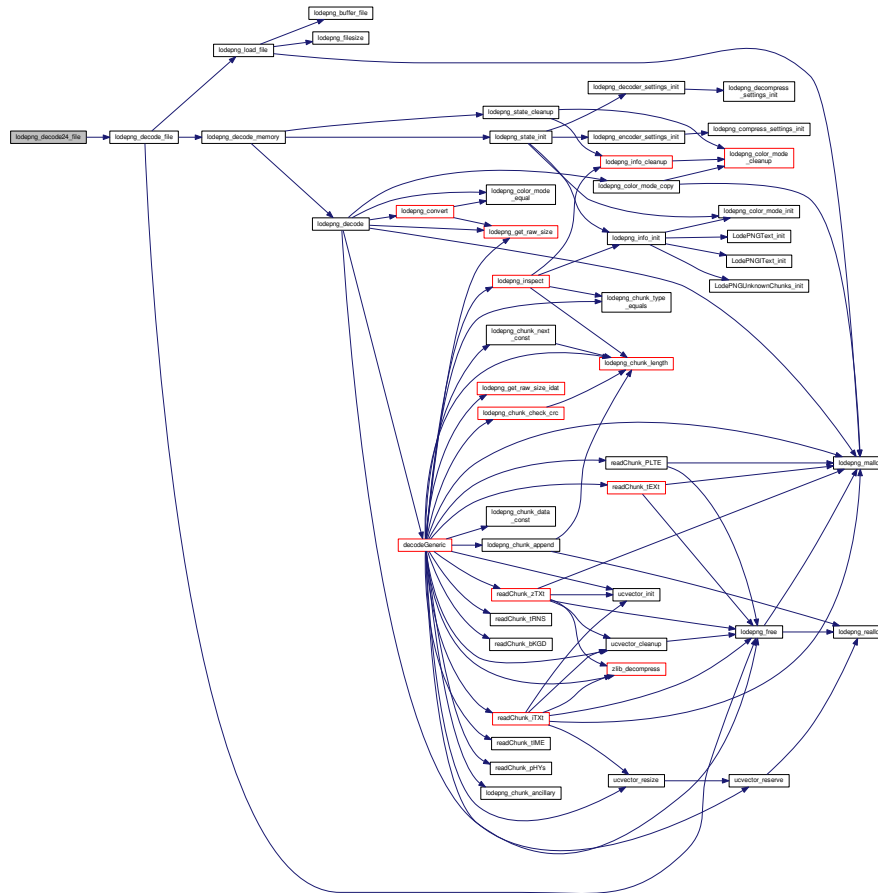 lodepng_buffer_file
lodepng_filesize
lodepng_load_file
lodepng_decoder_settings_init
lodepng_decompress
_settings_init
lodepng_state_cleanup
lodepng_compress_settings_init
lodepng_decode24_file
lodepng_decode_file
lodepng_decode_memory
lodepng_state_init
lodepng_encoder_settings_init
lodepng_info_cleanup
lodepng_color_mode
_cleanup
lodepng_color_mode_copy
lodepng_color_mode
_equal
lodepng_convert
lodepng_color_mode_init
lodepng_decode
lodepng_get_raw_size
lodepng_info_init
LodePNGText_init
LodePNGIText_init
lodepng_inspect
LodePNGUnknownChunks_init
lodepng_chunk_type
_equals
lodepng_chunk_next
_const
lodepng_chunk_length
lodepng_get_raw_size_idat
lodepng_chunk_check_crc
readChunk_PLTE
lodepng_malloc
readChunk_tEXt
lodepng_chunk_data
_const
decodeGeneric
lodepng_chunk_append
readChunk_zTXt
ucvector_init
readChunk_tRNS
lodepng_free
lodepng_realloc
readChunk_bKGD
ucvector_cleanup
zlib_decompress
readChunk_iTXt
readChunk_tIME
readChunk_pHYs
ucvector_resize
ucvector_reserve
lodepng_chunk_ancillary